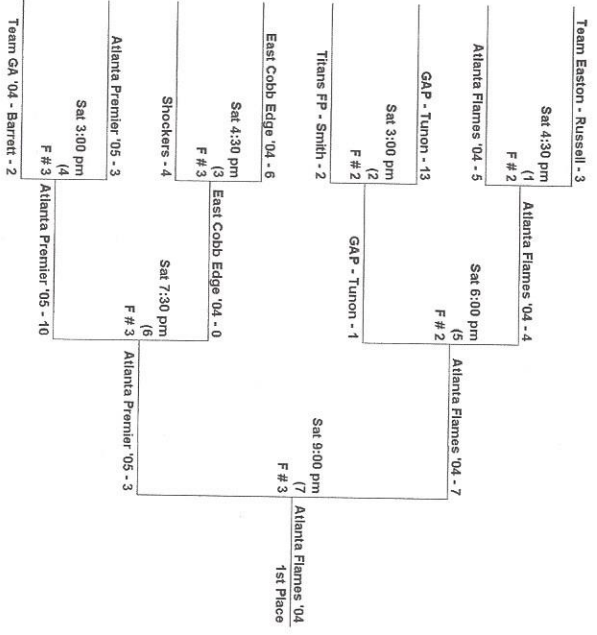 Team Easton - Russell - 3
Sat 4:30 pm
(1
F # 2
Atlanta Flames '04 - 5
Atlanta Flames '04 - 4
GAP - Tunon - 13
Sat 3:00 pm
(2
F # 2
Titans FP - Smith - 2
GAP - Tunon - 1
Sat 6:00 pm
(5
F # 2
Atlanta Flames '04 - 7
East Cobb Edge '04 - 6
Sat 4:30 pm
(3
F # 3
Shockers - 4
East Cobb Edge '04 - 0
Atlanta Premier '05 - 3
Sat 3:00 pm
(4
F # 3
Team GA '04 - Barrett - 2
Atlanta Premier '05 - 10
Sat 7:30 pm
(6
F # 3
Atlanta Premier '05 - 3
Sat 9:00 pm
(7
F # 3
Atlanta Flames '04
1st Place